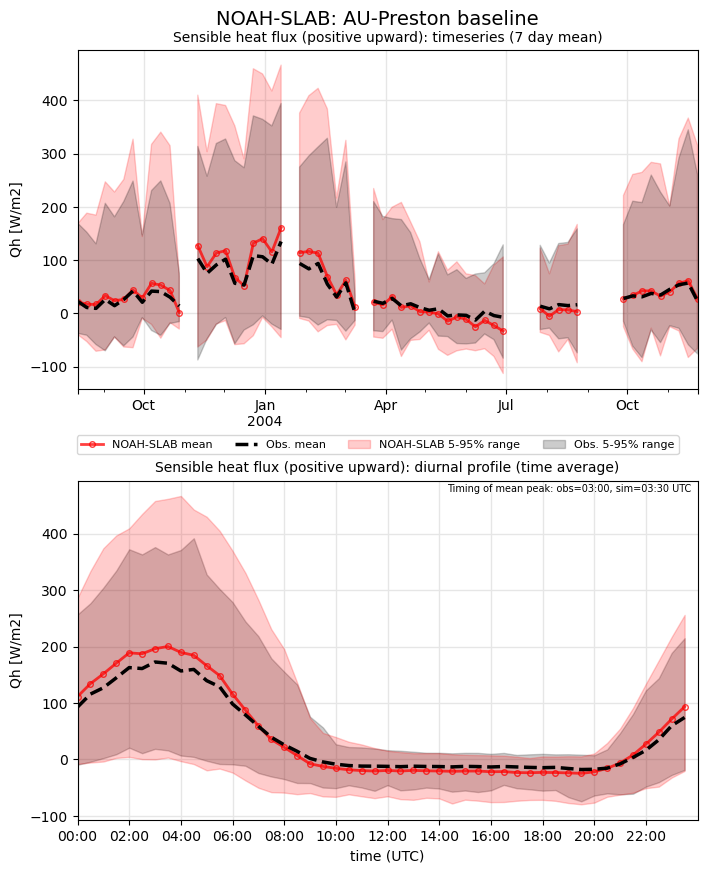 NOAH-SLAB: AU-Preston baseline
Sensible heat flux (positive upward): timeseries (7 day mean)
Qh [W/m2]
400
300
200
100
0
−100
Oct Jan Apr Jul Oct
2004
NOAH-SLAB mean Obs. mean NOAH-SLAB 5-95% range Obs. 5-95% range
Sensible heat flux (positive upward): diurnal profile (time average)
Timing of mean peak: obs=03:00, sim=03:30 UTC
Qh [W/m2]
400
300
200
100
0
−100
00:00 02:00 04:00 06:00 08:00 10:00 12:00 14:00 16:00 18:00 20:00 22:00
time (UTC)